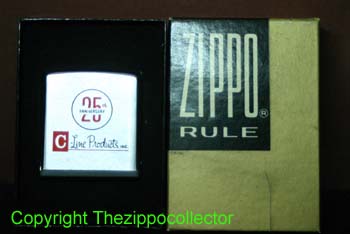 25th
ANNIVERSARY
C Line Products, INC.
ZIPPO®
RULE
Copyright Thezippocollector